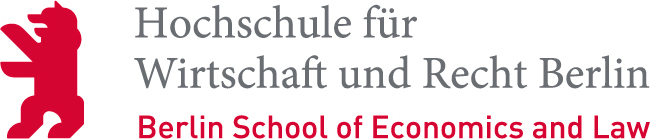 Hochschule für
Wirtschaft und Recht Berlin
Berlin School of Economics and Law